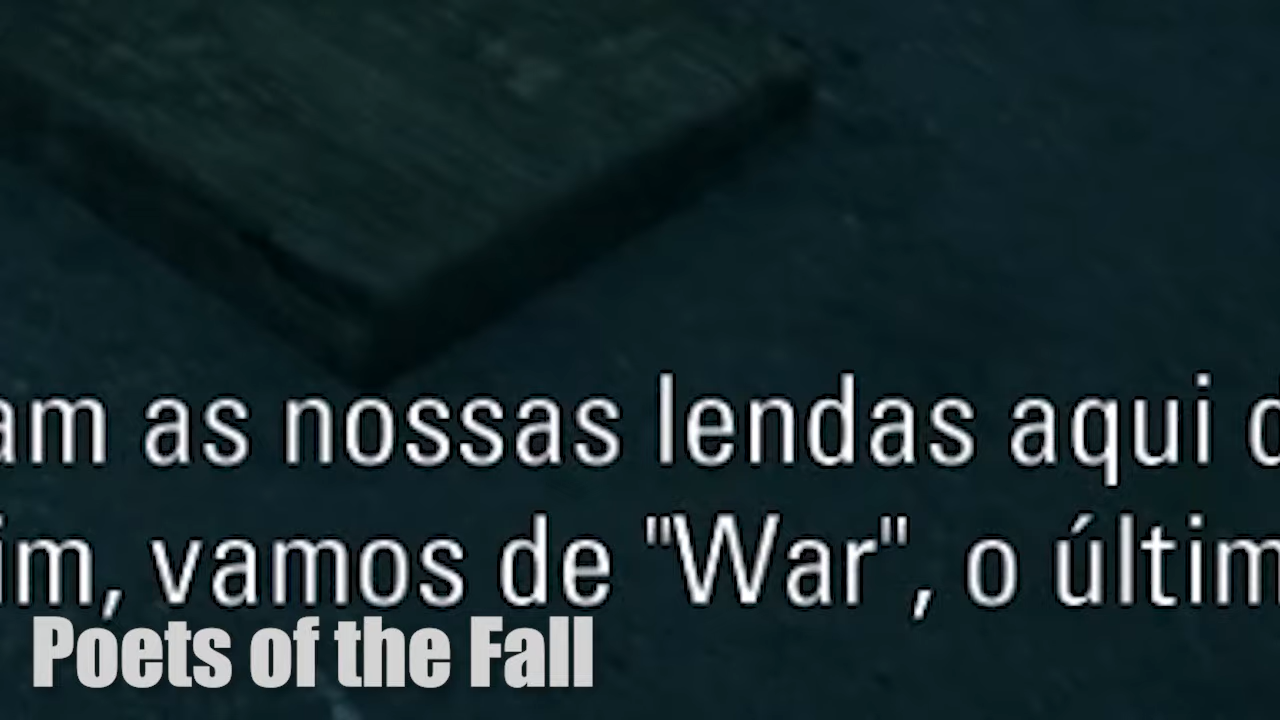 am as nossas lendas aqui
im, vamos de "War", o últim
Poets of the Fall